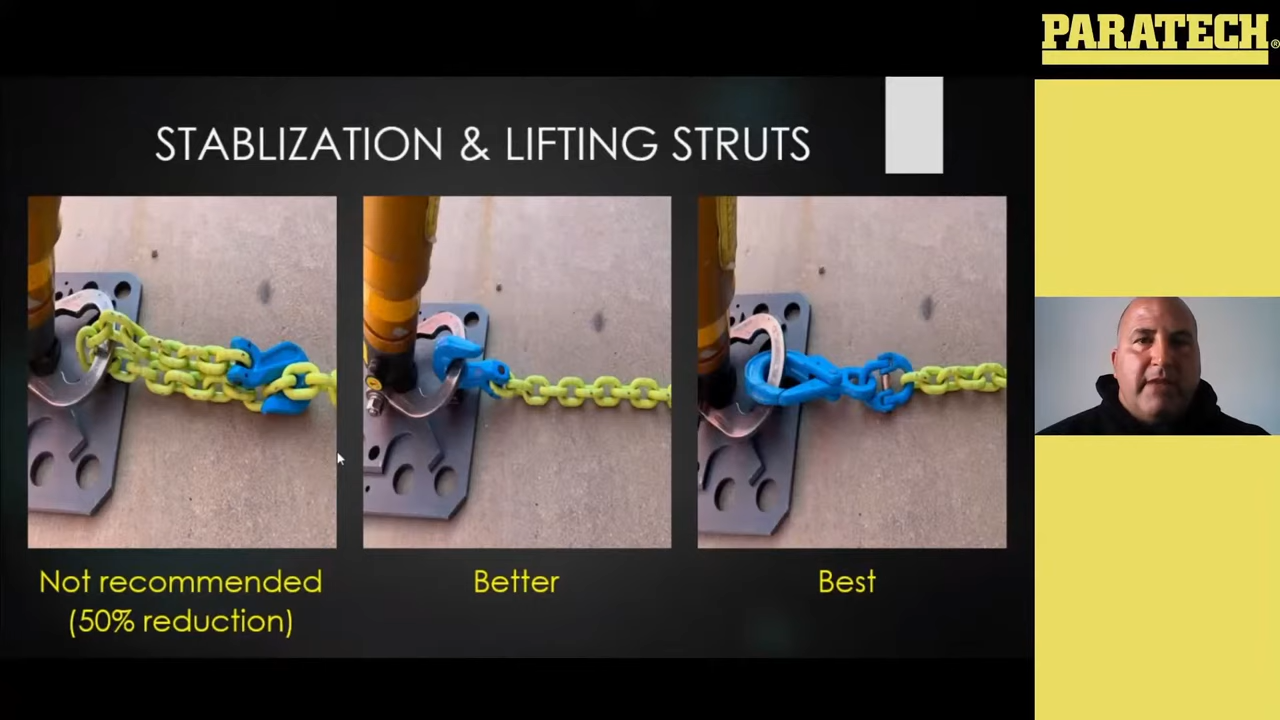 PARATECH®
STABLIZATION & LIFTING STRUTS
Not recommended
(50% reduction)
Better
Best